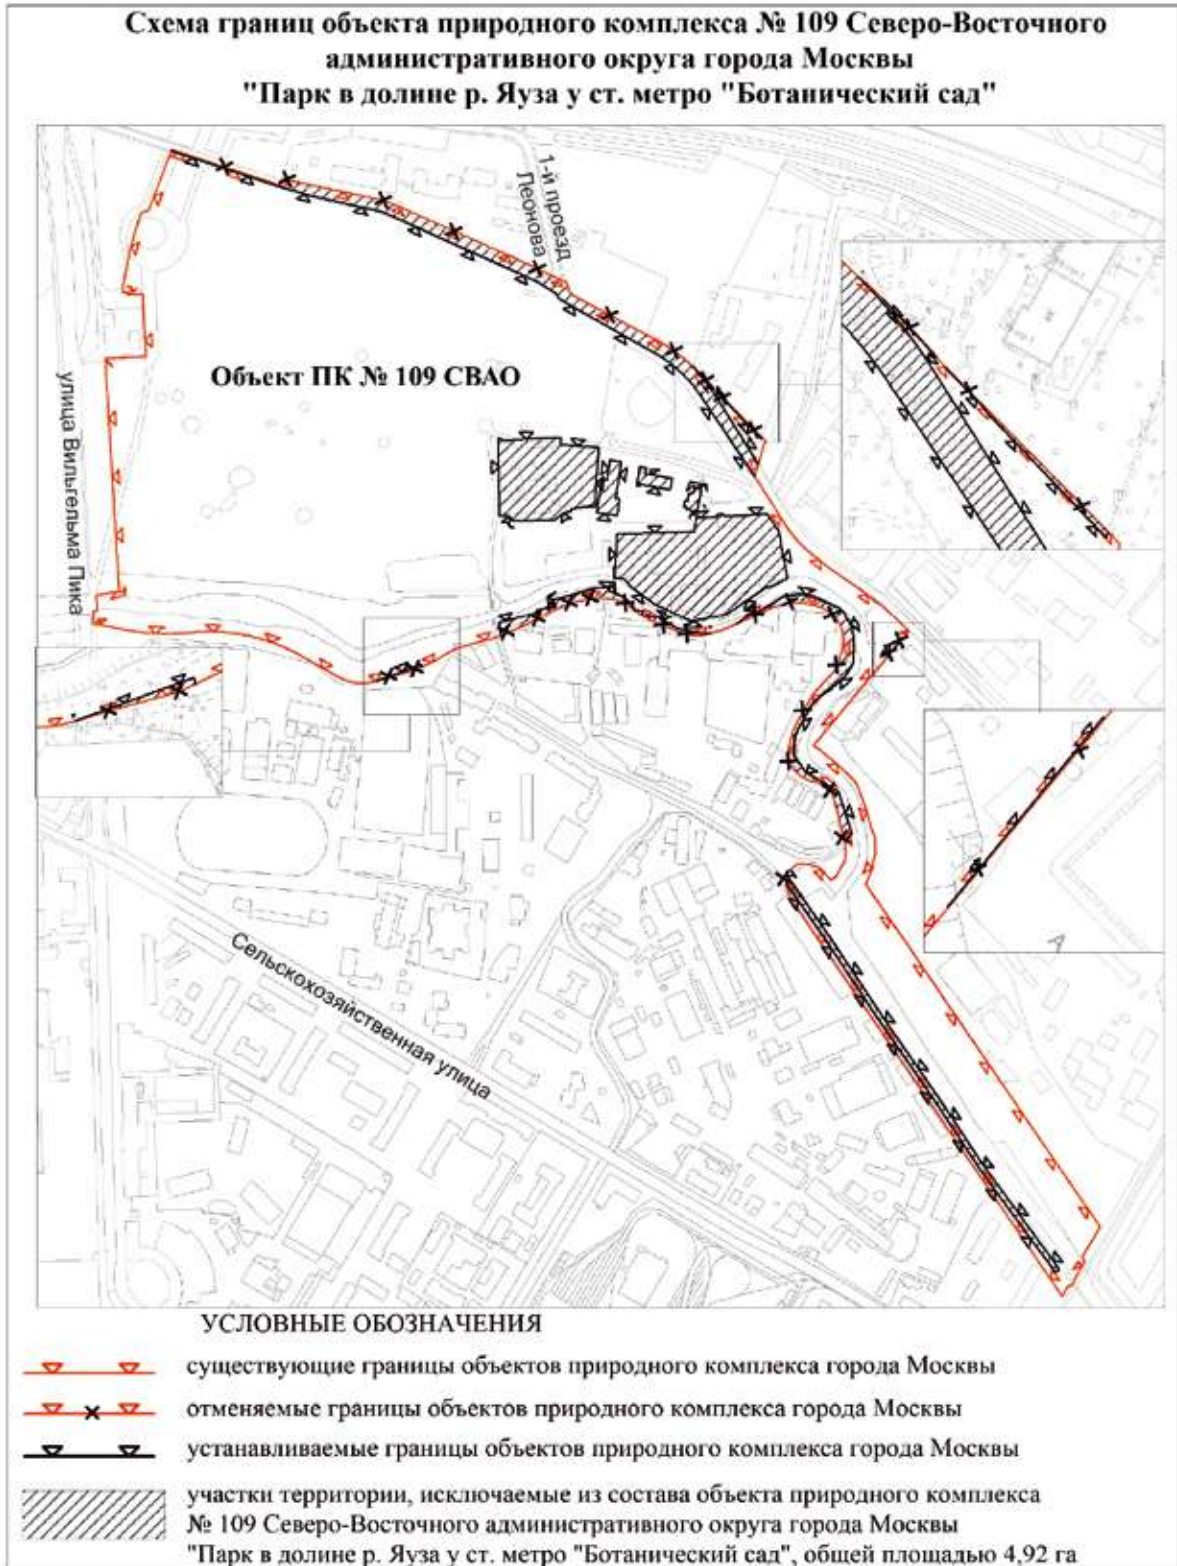 Схема границ объекта природного комплекса № 109 Северо-Восточного
административного округа города Москвы
"Парк в долине р. Яуза у ст. метро "Ботанический сад"
1-й проезд
Леонова
Объект ПК № 109 СВАО
улица Вильгельма Пика
Сельскохозяйственная улица
УСЛОВНЫЕ ОБОЗНАЧЕНИЯ
существующие границы объектов природного комплекса города Москвы
отменяемые границы объектов природного комплекса города Москвы
устанавливаемые границы объектов природного комплекса города Москвы
участки территории, исключаемые из состава объекта природного комплекса
№ 109 Северо-Восточного административного округа города Москвы
"Парк в долине р. Яуза у ст. метро "Ботанический сад", общей площадью 4,92 га